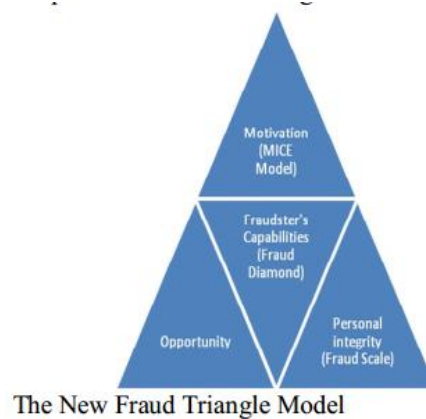 Motivation
(MICE
Model)
Fraudster's
Capabilities
(Fraud
Diamond)
Opportunity
Personal
integrity
(Fraud Scale)
The New Fraud Triangle Model